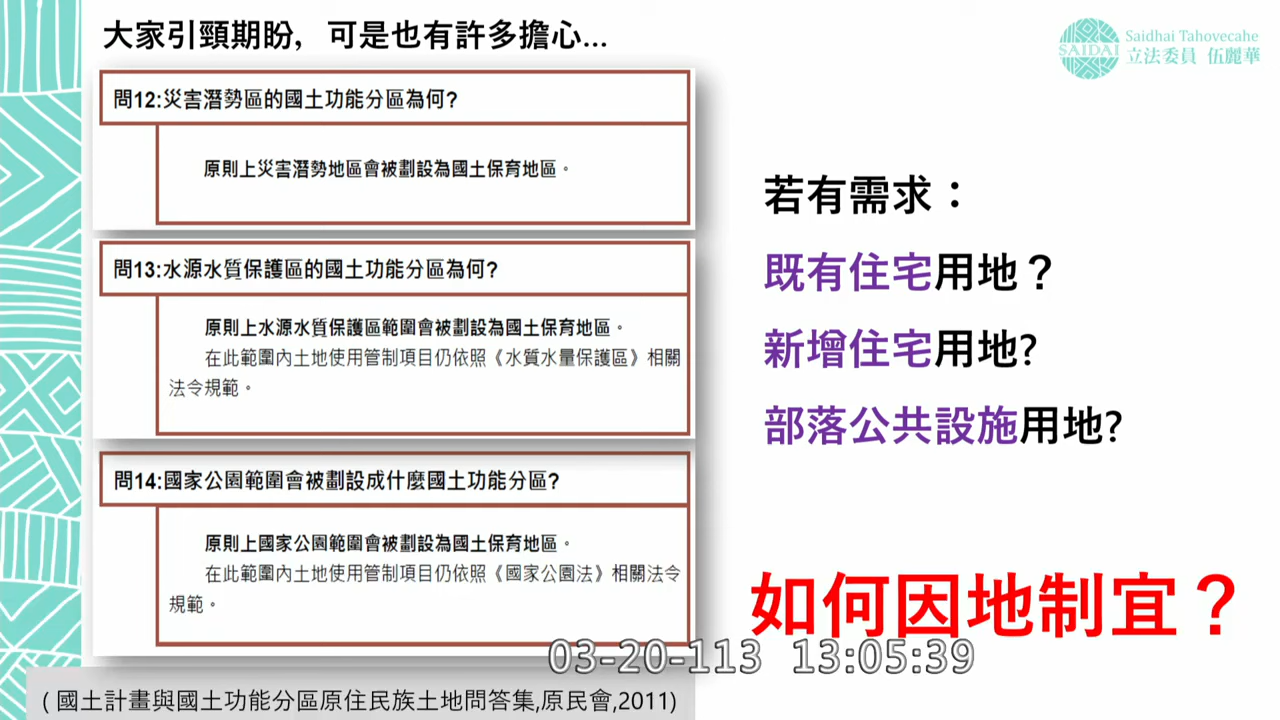 大家引頸期盼，可是也有許多擔心...
SAIDAI
Saidhai Tahovecahe
立法委員 伍麗華
問12:災害潛勢區的國土功能分區為何?
原則上災害潛勢地區會被劃設為國土保育地區。
問13:水源水質保護區的國土功能分區為何?
原則上水源水質保護區範圍會被劃設為國土保育地區。
在此範圍內土地使用管制項目仍依照《水質水量保護區》相關
法令規範。
問14:國家公園範圍會被劃設成什麼國土功能分區?
原則上國家公園範圍會被劃設為國土保育地區。
在此範圍內土地使用管制項目仍依照《國家公園法》相關法令
規範。
(國土計畫與國土功能分區原住民族土地問答集,原民會,2011)
若有需求：
既有住宅用地？
新增住宅用地?
部落公共設施用地?
如何因地制宜？
03-20-113 13:05:39